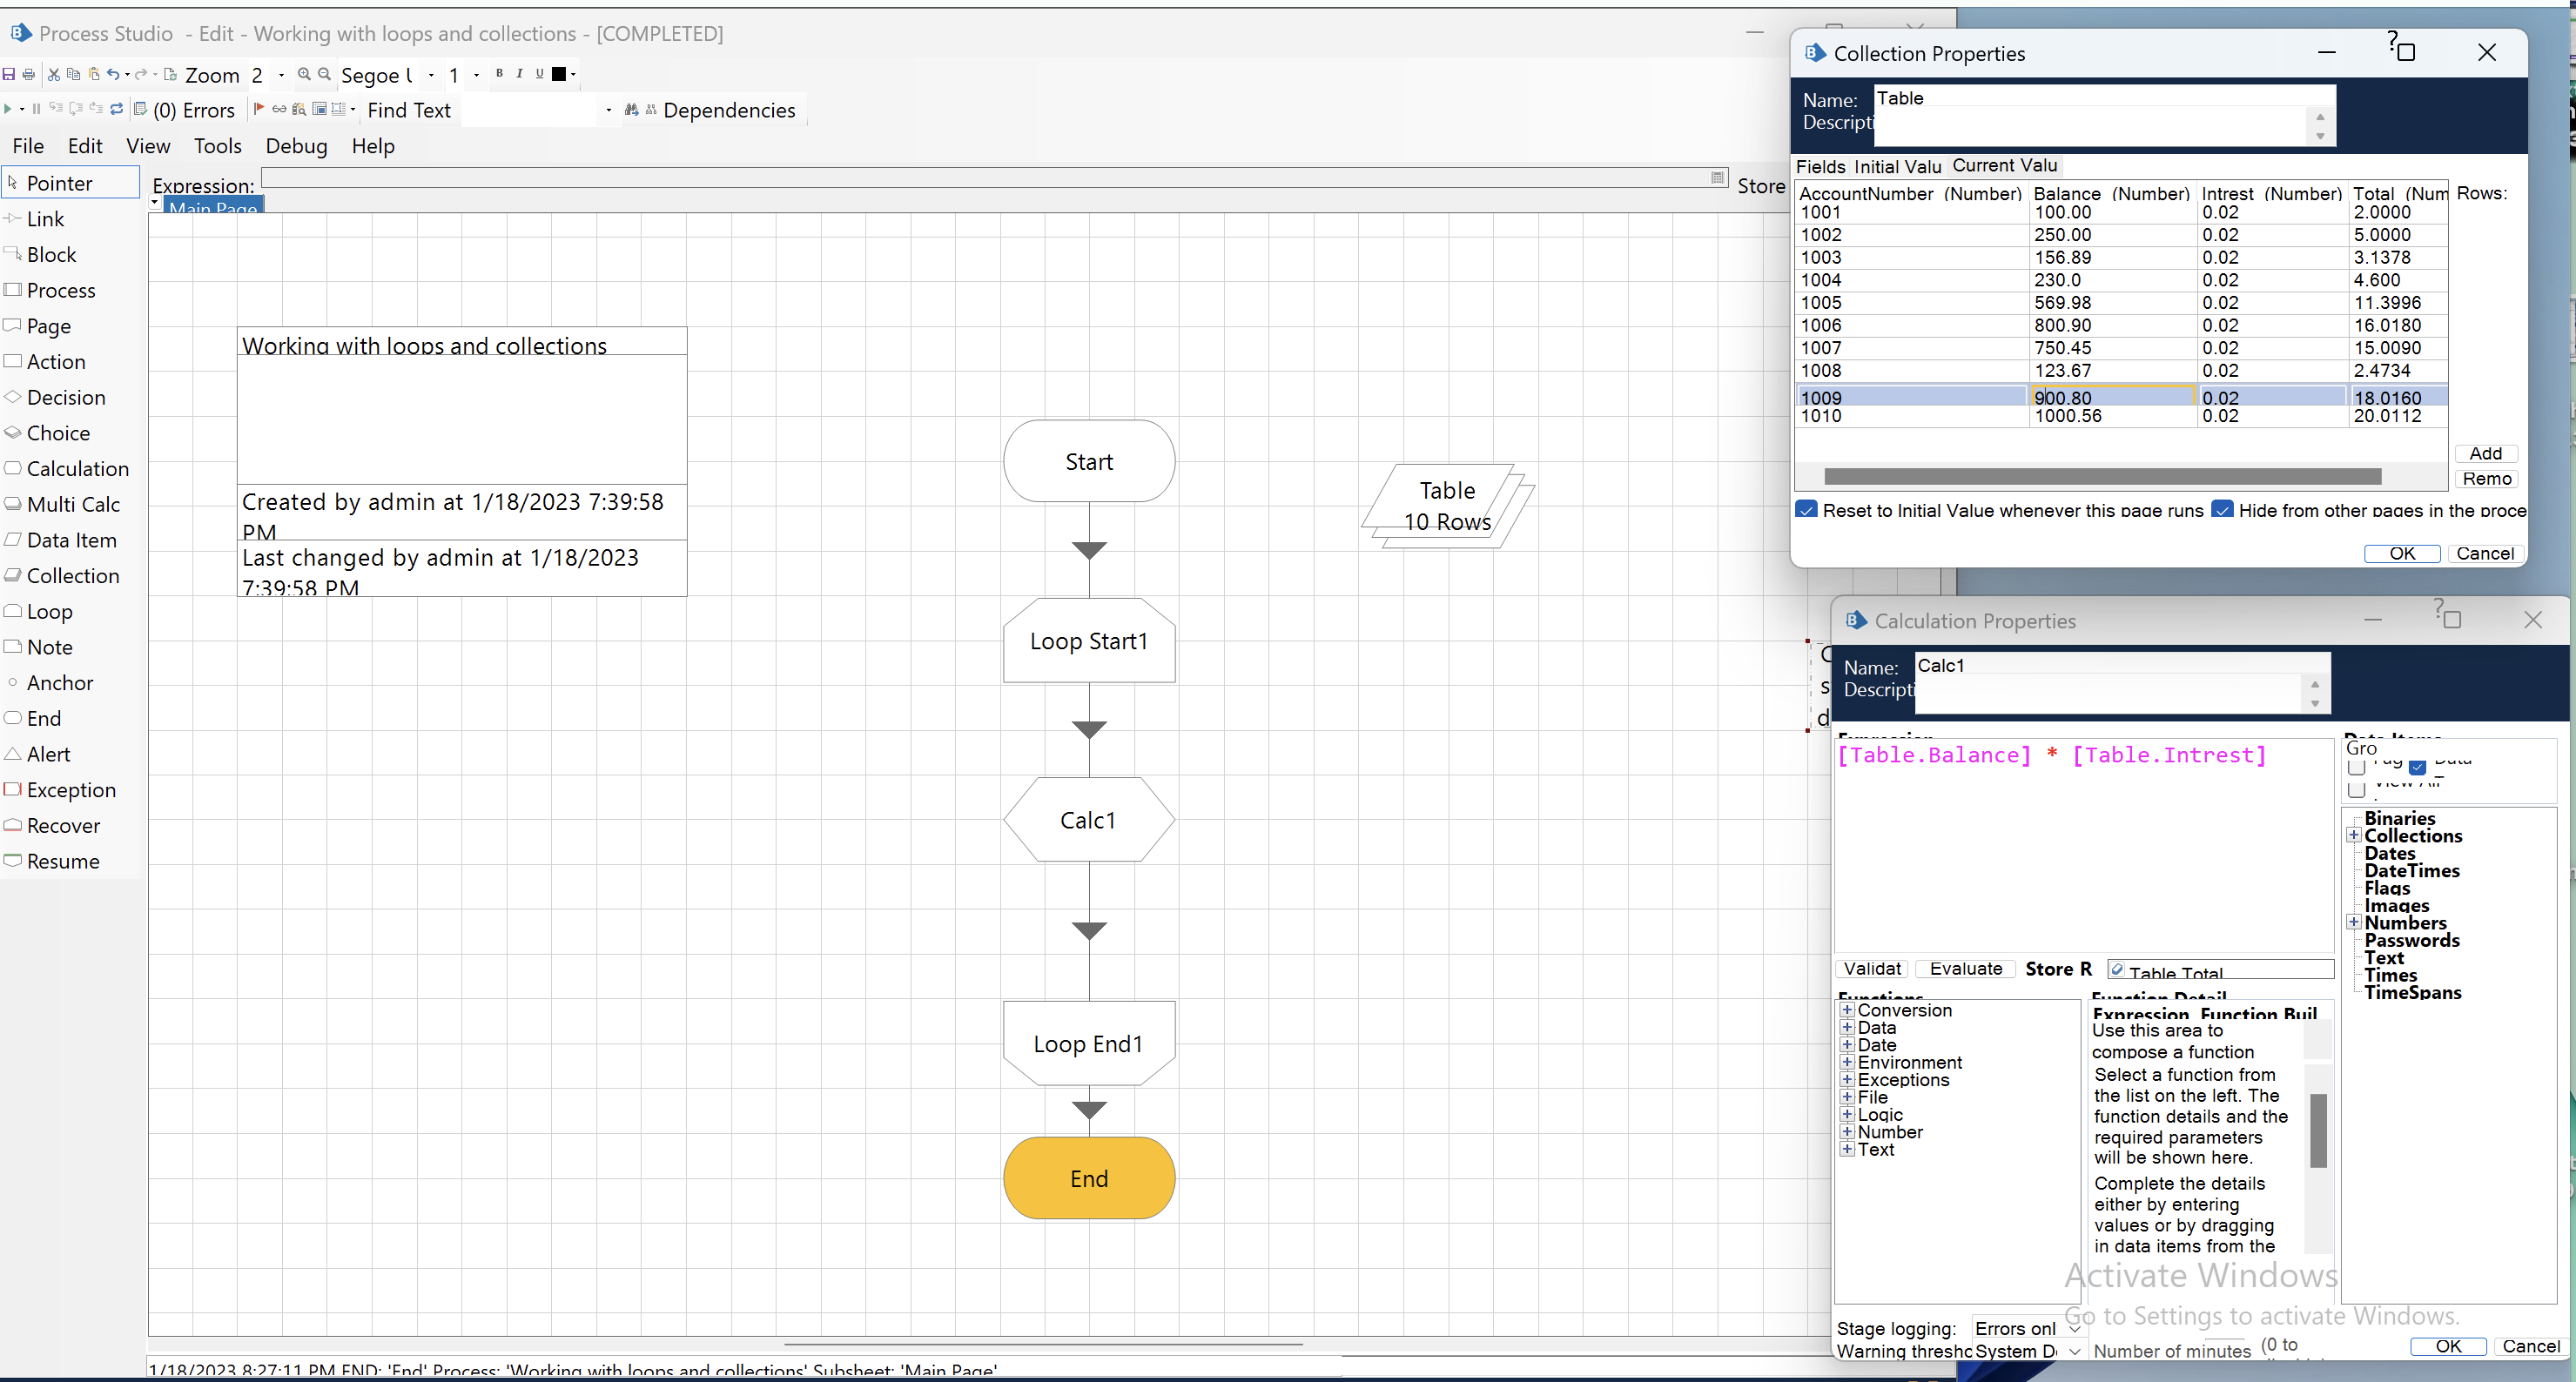 Process Studio - Edit - Working with loops and collections - [COMPLETED]
Zoom 2 Segoe 1 B I U
(0) Errors Find Text Dependencies
File Edit View Tools Debug Help
Expression: Store
Main Page
Pointer
Link
Block
Process
Page
Action
Decision
Choice
Calculation
Multi Calc
Data Item
Collection
Loop
Note
Anchor
End
Alert
Exception
Recover
Resume
Working with loops and collections
Created by admin at 1/18/2023 7:39:58
PM
Last changed by admin at 1/18/2023
7:39:58 PM
Start
Loop Start1
Calc1
Loop End1
End
Table
10 Rows
1/18/2023 8:27:11 PM END: 'End' Process: 'Working with loops and collections' Subsheet: 'Main Page'
Collection Properties
Name: Table
Descripti
Fields Initial Valu Current Valu
AccountNumber (Number) Balance (Number) Intrest (Number) Total (Num Rows:
1001 100.00 0.02 2.0000
1002 250.00 0.02 5.0000
1003 156.89 0.02 3.1378
1004 230.0 0.02 4.600
1005 569.98 0.02 11.3996
1006 800.90 0.02 16.0180
1007 750.45 0.02 15.0090
1008 123.67 0.02 2.4734
1009 900.80 0.02 18.0160
1010 1000.56 0.02 20.0112
Add
Remo
Reset to Initial Value whenever this page runs Hide from other pages in the proce
OK Cancel
Calculation Properties
Name: Calc1
Descripti
Expression
[Table.Balance] * [Table.Intrest]
Data Items
Gro
Binaries
Collections
Dates
DateTimes
Flags
Images
Numbers
Passwords
Text
Times
TimeSpans
Validat Evaluate Store R Table.Total
Functions
Conversion
Data
Date
Environment
Exceptions
File
Logic
Number
Text
Function Detail
Expression Function Buil
Use this area to
compose a function
Select a function from
the list on the left. The
function details and the
required parameters
will be shown here.
Complete the details
either by entering
values or by dragging
in data items from the
Activate Windows
Go to Settings to activate Windows.
Stage logging: Errors onl
Warning thresho System D Number of minutes (0 to
OK Cancel